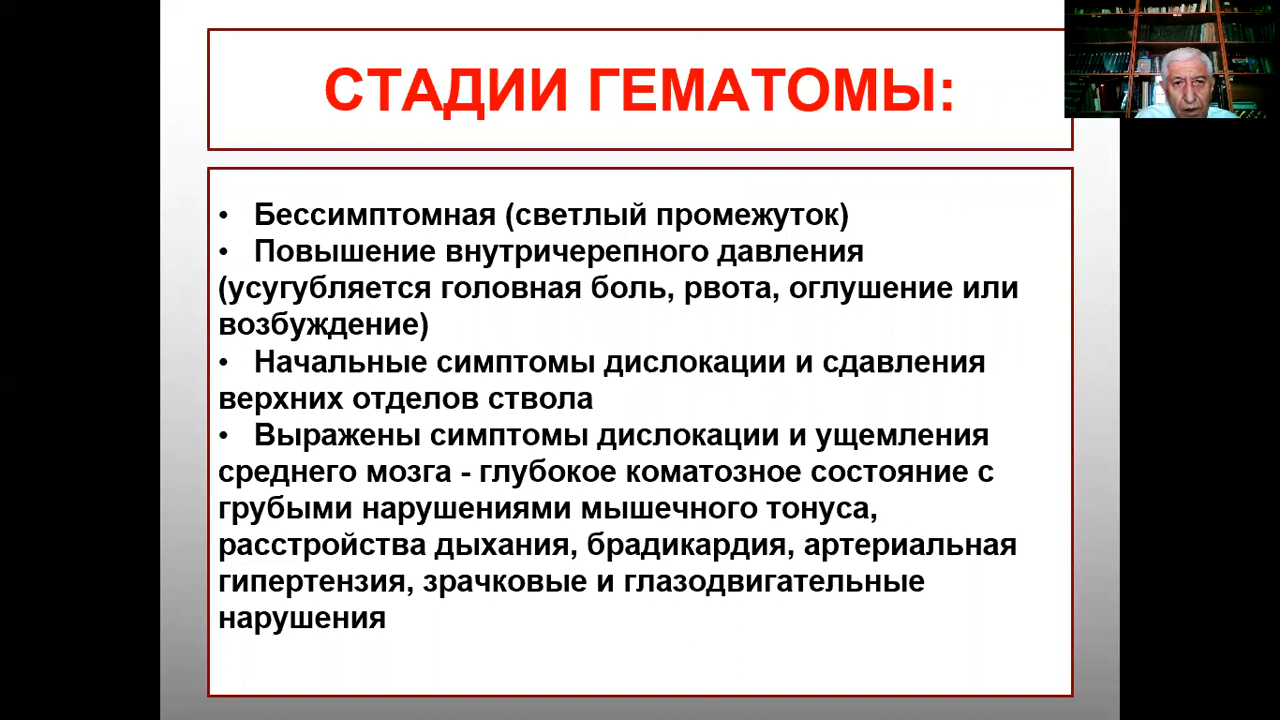 СТАДИИ ГЕМАТОМЫ:
• Бессимптомная (светлый промежуток)
• Повышение внутричерепного давления
(усугубляется головная боль, рвота, оглушение или
возбуждение)
• Начальные симптомы дислокации и сдавления
верхних отделов ствола
• Выражены симптомы дислокации и ущемления
среднего мозга - глубокое коматозное состояние с
грубыми нарушениями мышечного тонуса,
расстройства дыхания, брадикардия, артериальная
гипертензия, зрачковые и глазодвигательные
нарушения